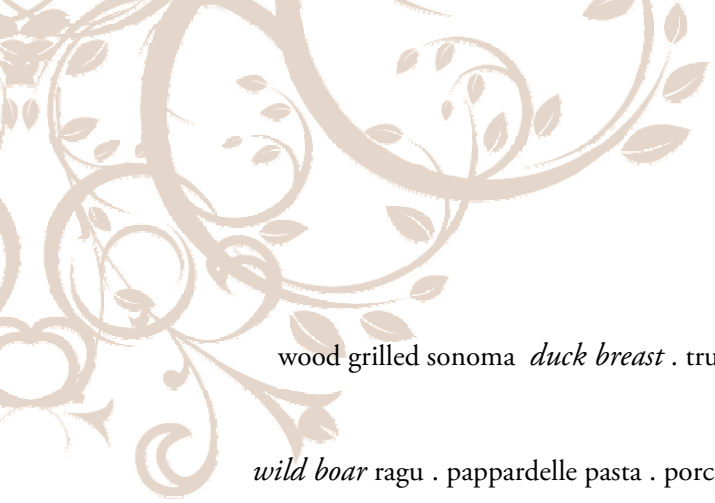 wood grilled sonoma duck breast . tru
wild boar ragu . pappardelle pasta . porc